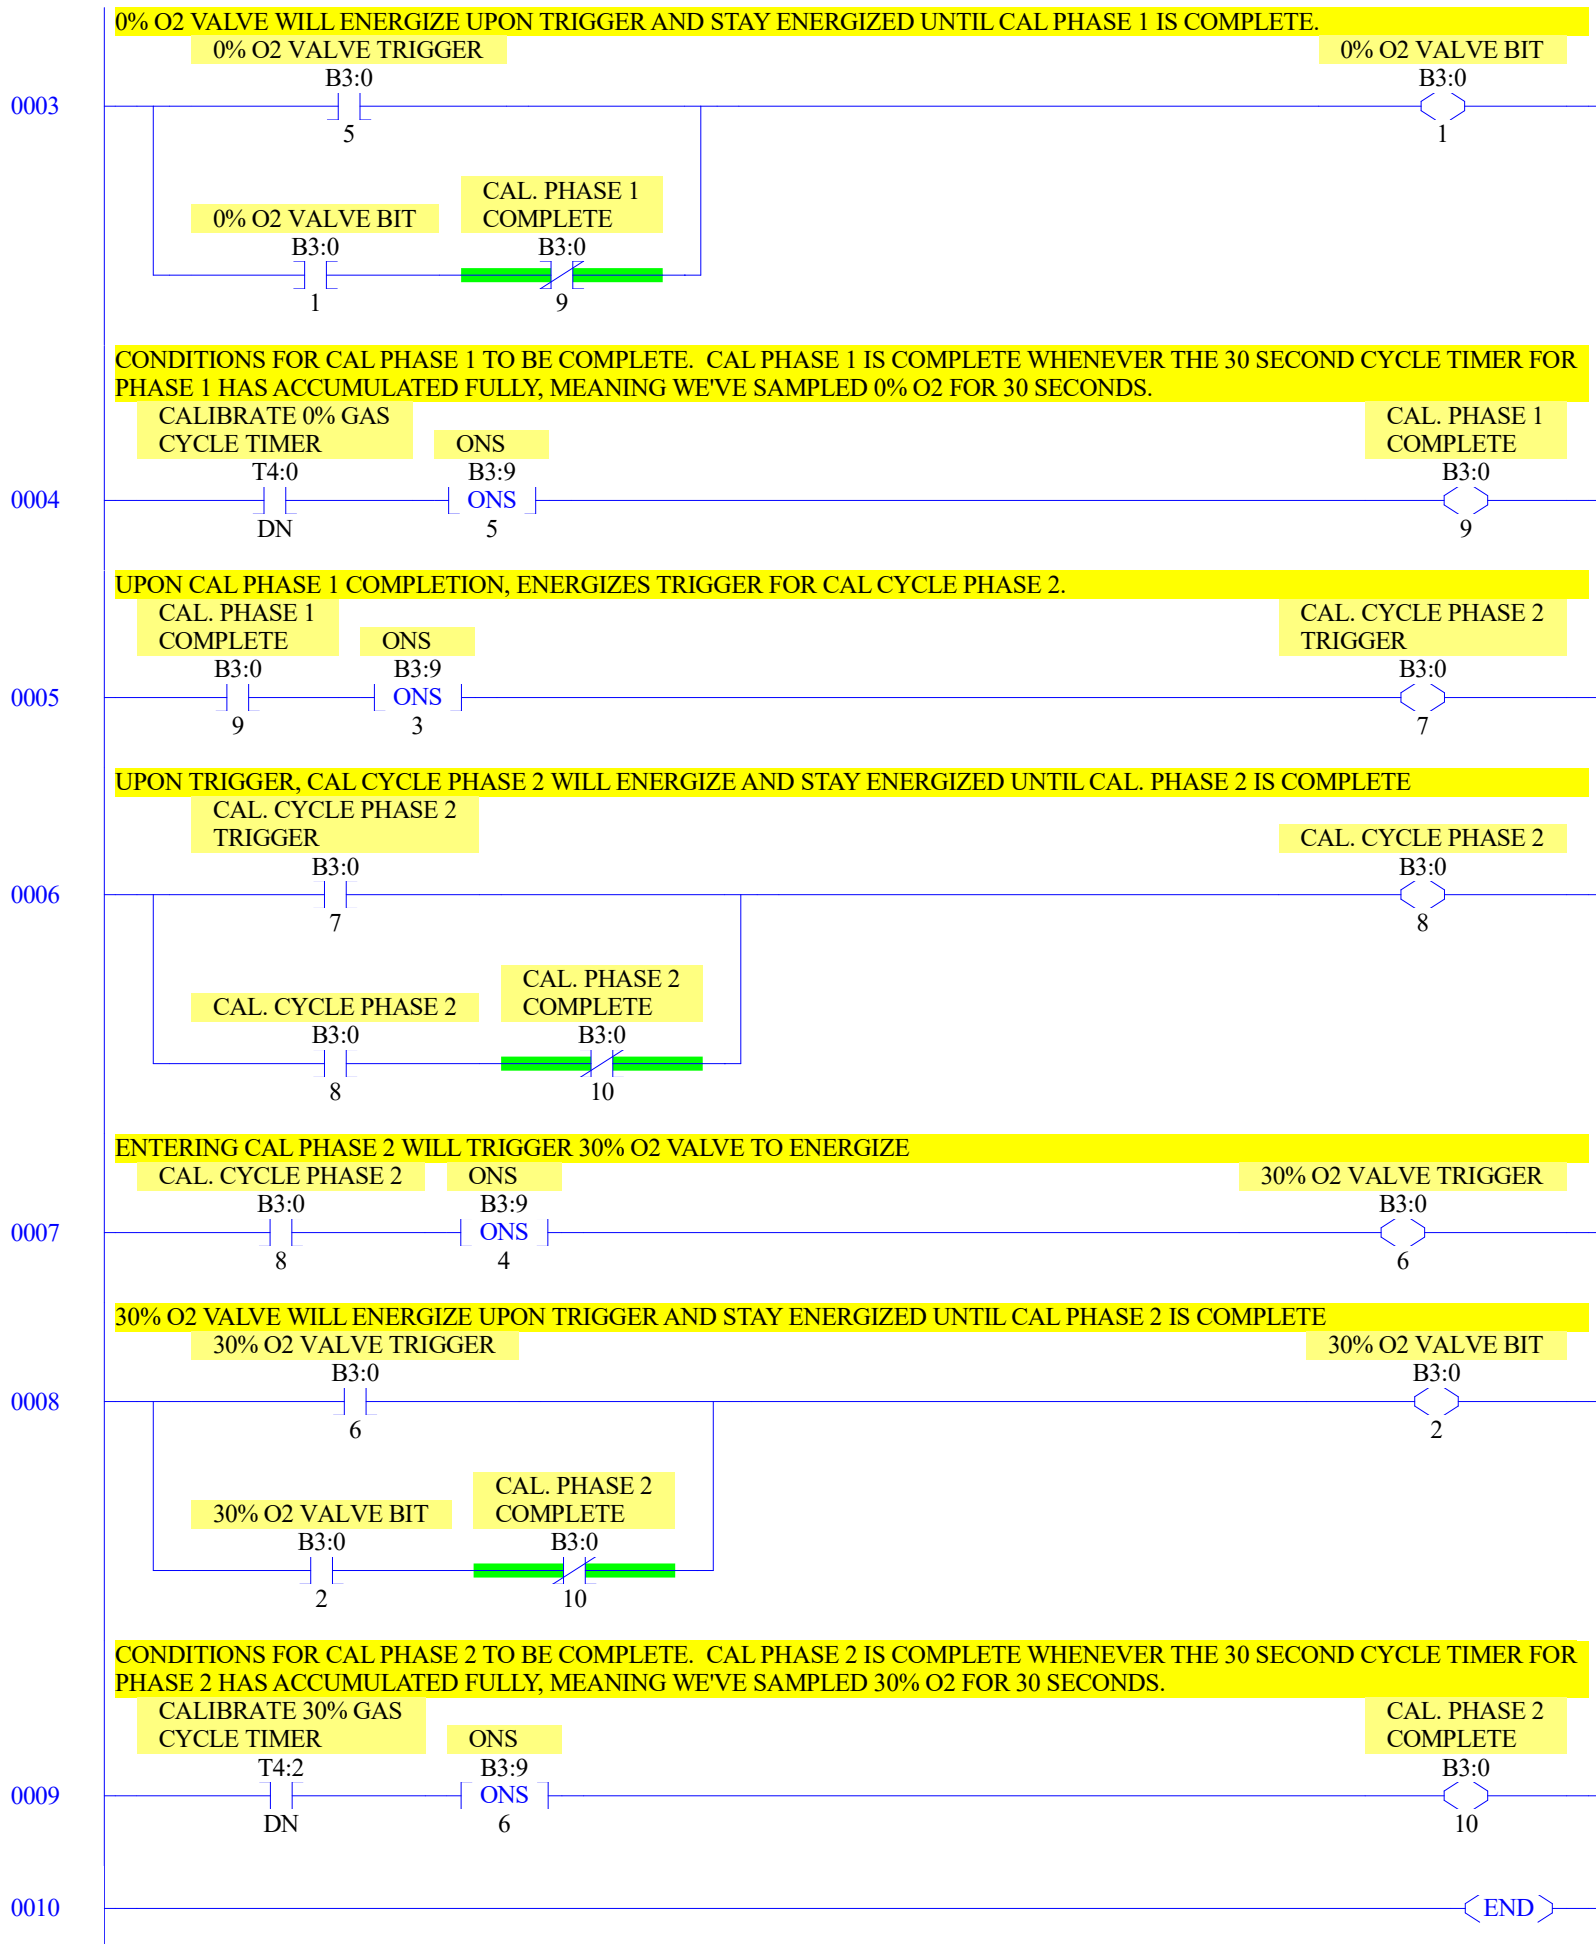 0% O2 VALVE WILL ENERGIZE UPON TRIGGER AND STAY ENERGIZED UNTIL CAL PHASE 1 IS COMPLETE.
0% O2 VALVE TRIGGER
0% O2 VALVE BIT
B3:0
B3:0
0003
5
1
CAL. PHASE 1
0% O2 VALVE BIT
COMPLETE
B3:0
B3:0
1
9
CONDITIONS FOR CAL PHASE 1 TO BE COMPLETE.  CAL PHASE 1 IS COMPLETE WHENEVER THE 30 SECOND CYCLE TIMER FOR
PHASE 1 HAS ACCUMULATED FULLY, MEANING WE'VE SAMPLED 0% O2 FOR 30 SECONDS.
CALIBRATE 0% GAS
CAL. PHASE 1
CYCLE TIMER
ONS
COMPLETE
T4:0
B3:9
B3:0
0004
ONS
DN
5
9
UPON CAL PHASE 1 COMPLETION, ENERGIZES TRIGGER FOR CAL CYCLE PHASE 2.
CAL. PHASE 1
CAL. CYCLE PHASE 2
COMPLETE
ONS
TRIGGER
B3:0
B3:9
B3:0
0005
ONS
9
3
7
UPON TRIGGER, CAL CYCLE PHASE 2 WILL ENERGIZE AND STAY ENERGIZED UNTIL CAL. PHASE 2 IS COMPLETE
CAL. CYCLE PHASE 2
TRIGGER
CAL. CYCLE PHASE 2
B3:0
B3:0
0006
7
8
CAL. PHASE 2
CAL. CYCLE PHASE 2
COMPLETE
B3:0
B3:0
8
10
ENTERING CAL PHASE 2 WILL TRIGGER 30% O2 VALVE TO ENERGIZE
CAL. CYCLE PHASE 2
ONS
30% O2 VALVE TRIGGER
B3:0
B3:9
B3:0
0007
ONS
8
4
6
30% O2 VALVE WILL ENERGIZE UPON TRIGGER AND STAY ENERGIZED UNTIL CAL PHASE 2 IS COMPLETE
30% O2 VALVE TRIGGER
30% O2 VALVE BIT
B3:0
B3:0
0008
6
2
CAL. PHASE 2
30% O2 VALVE BIT
COMPLETE
B3:0
B3:0
2
10
CONDITIONS FOR CAL PHASE 2 TO BE COMPLETE.  CAL PHASE 2 IS COMPLETE WHENEVER THE 30 SECOND CYCLE TIMER FOR
PHASE 2 HAS ACCUMULATED FULLY, MEANING WE'VE SAMPLED 30% O2 FOR 30 SECONDS.
CALIBRATE 30% GAS
CAL. PHASE 2
CYCLE TIMER
ONS
COMPLETE
T4:2
B3:9
B3:0
0009
ONS
DN
6
10
0010
END